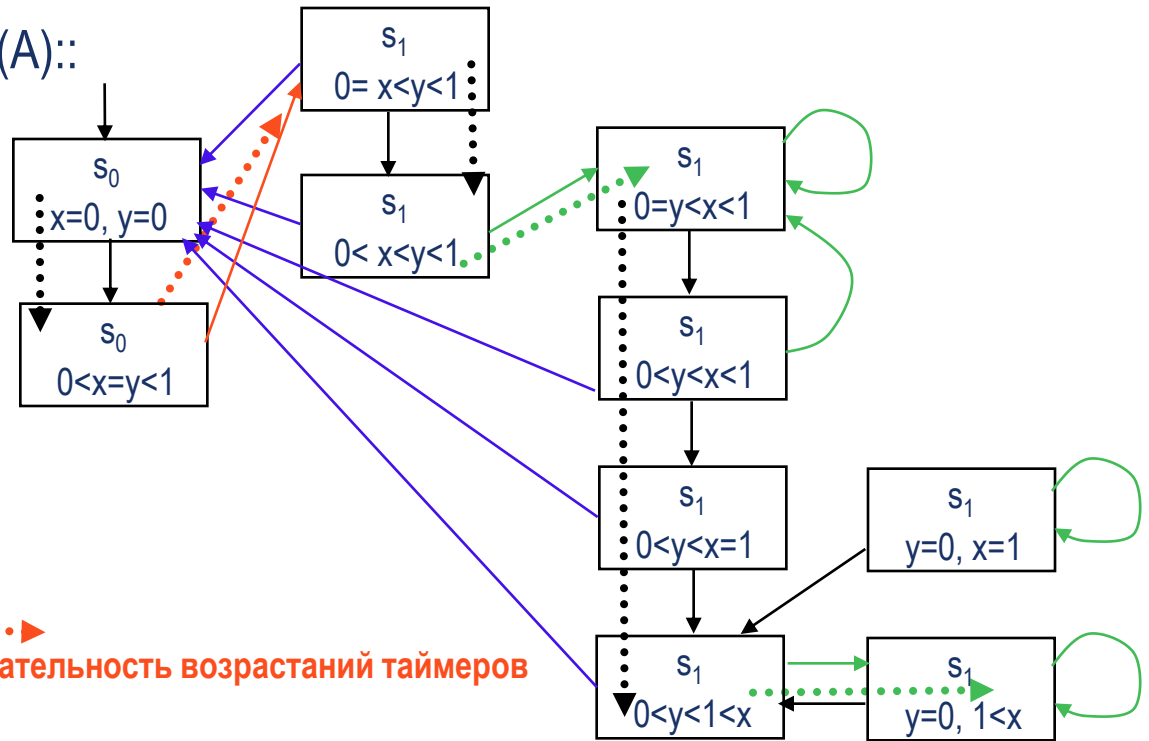 (A)::
s₁
0= x<y<1
s₀
x=0, y=0
s₁
0< x<y<1
s₁
0=y<x<1
s₀
0<x=y<1
s₁
0<y<x<1
s₁
0<y<x=1
s₁
y=0, x=1
ательность возрастаний таймеров
s₁
0<y<1<x
s₁
y=0, 1<x